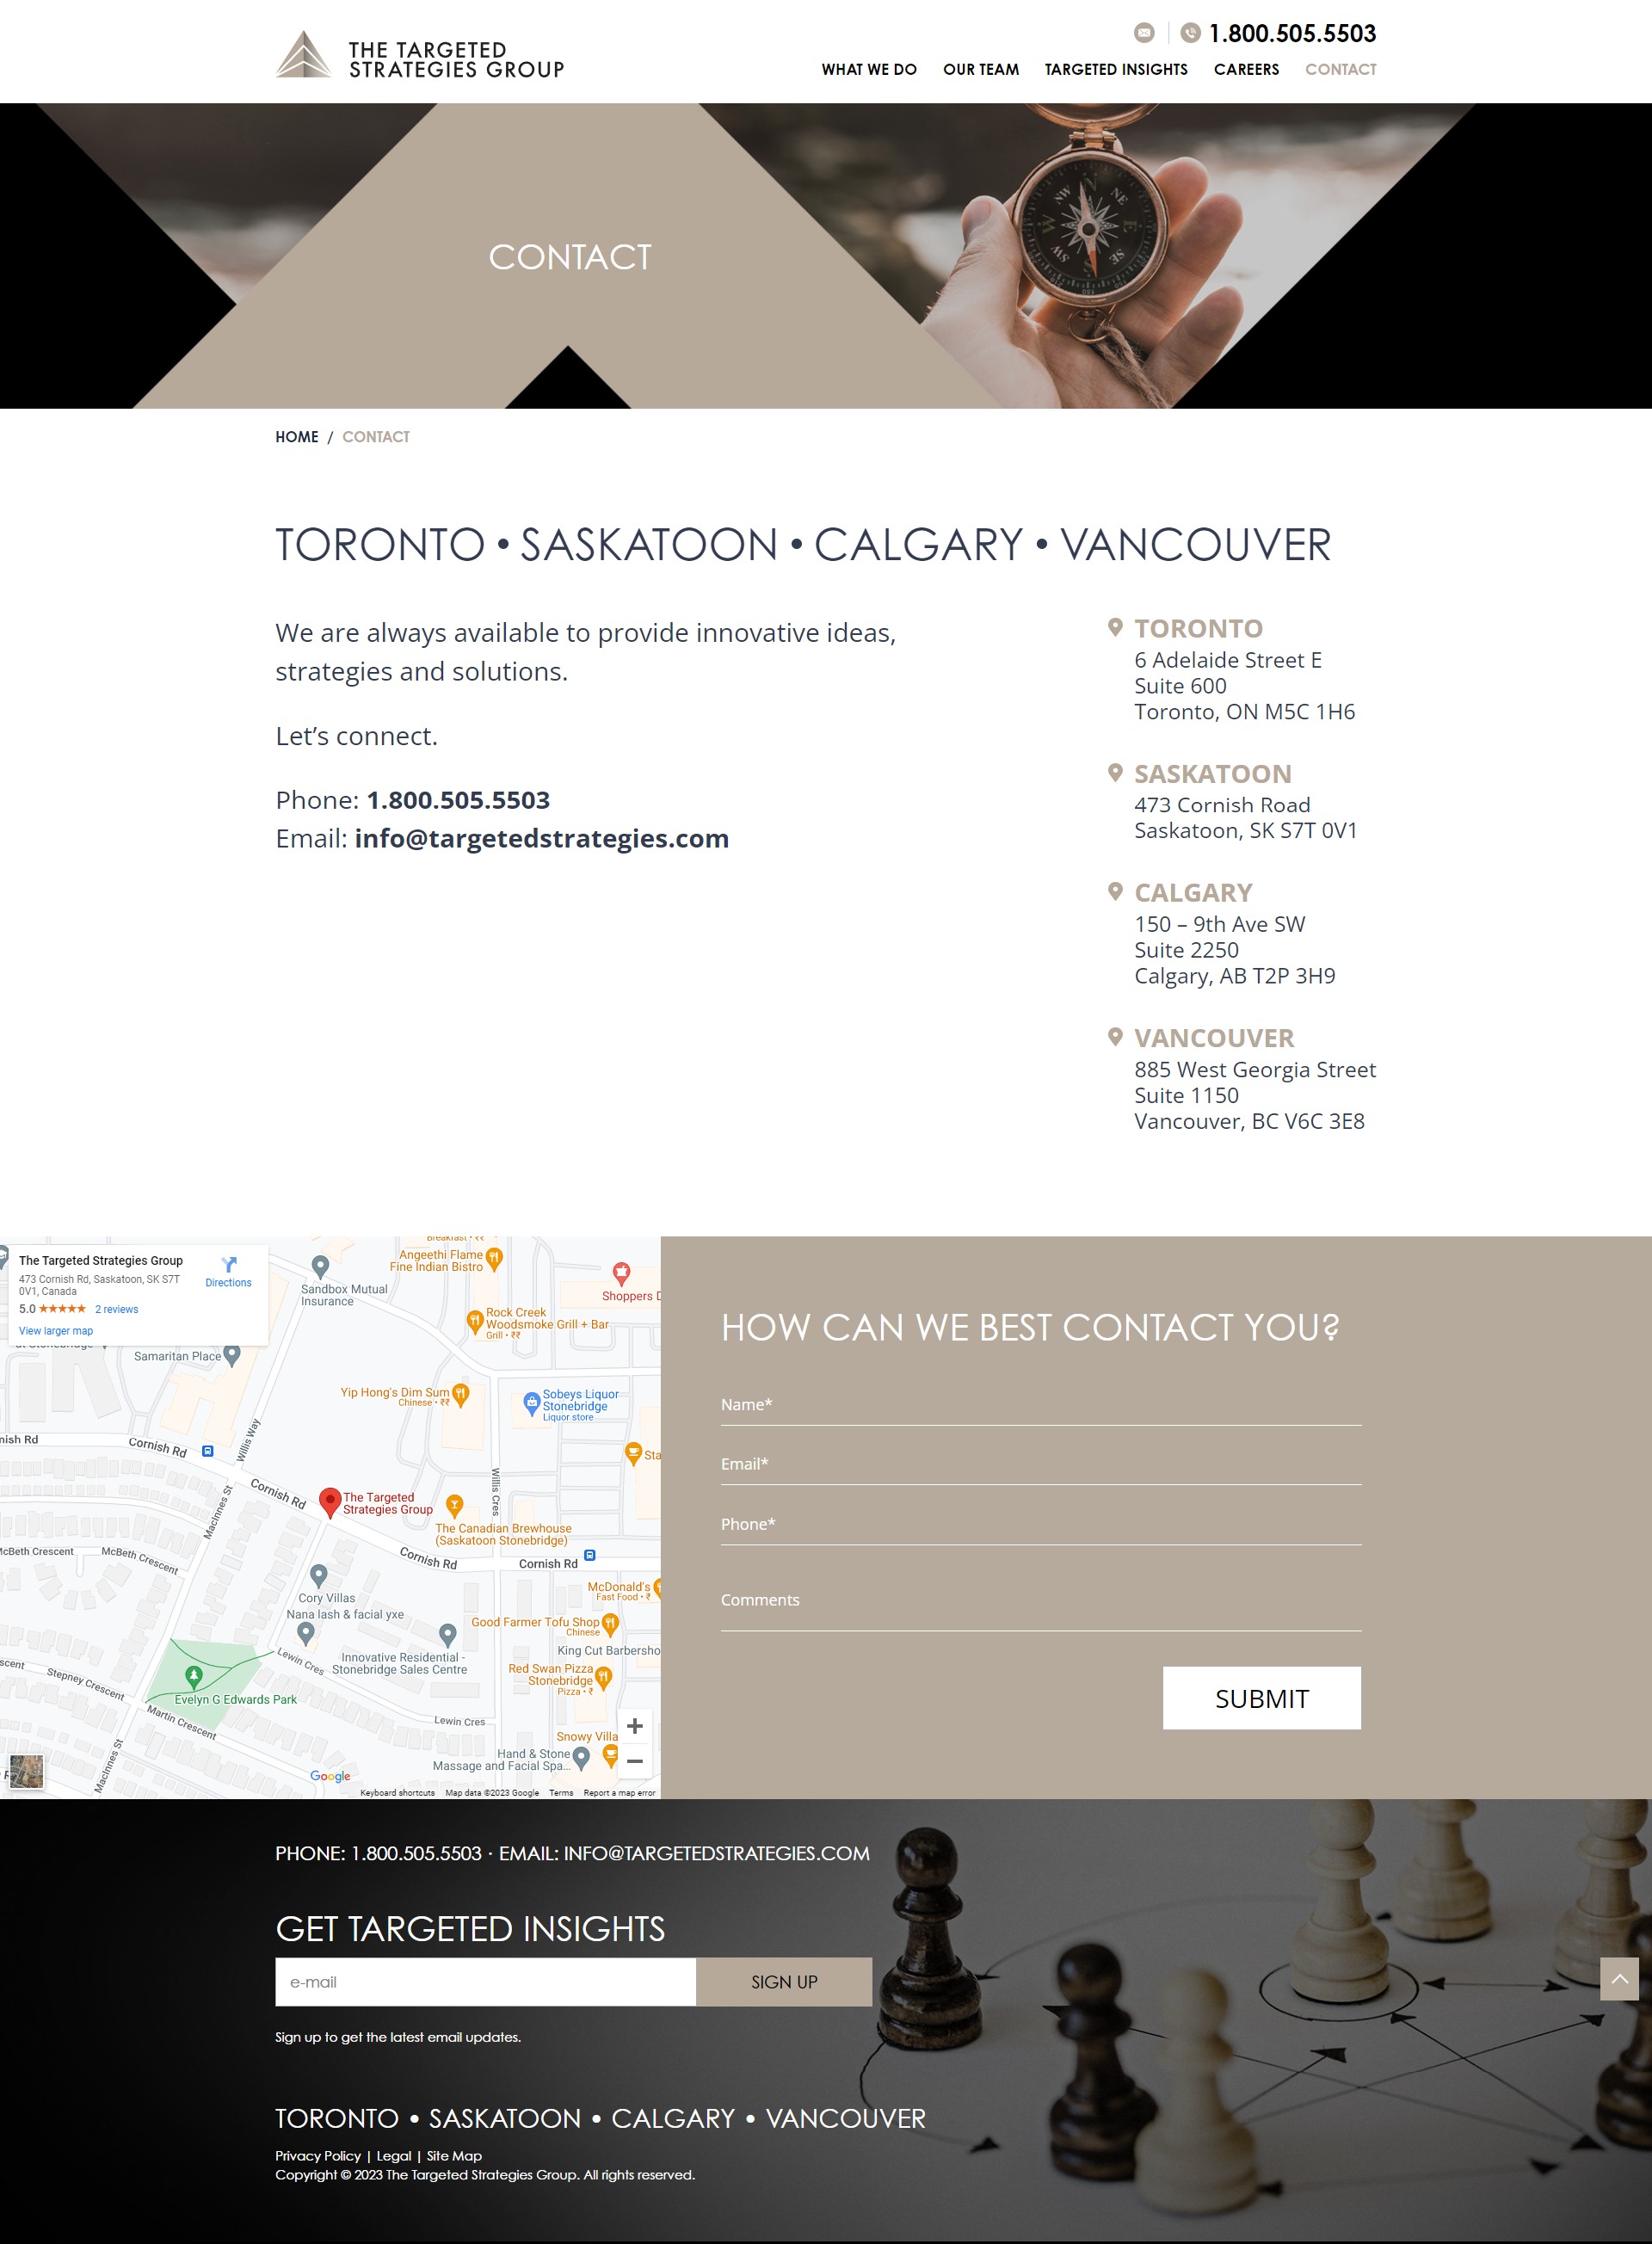 THE TARGETED
STRATEGIES GROUP
1.800.505.5503
WHAT WE DO OUR TEAM TARGETED INSIGHTS CAREERS CONTACT
N
NE
E
SE
S
W
NW
CONTACT
HOME / CONTACT
TORONTO • SASKATOON • CALGARY • VANCOUVER
We are always available to provide innovative ideas,
strategies and solutions.
Let’s connect.
Phone: 1.800.505.5503
Email: info@targetedstrategies.com
TORONTO
6 Adelaide Street E
Suite 600
Toronto, ON M5C 1H6
SASKATOON
473 Cornish Road
Saskatoon, SK S7T 0V1
CALGARY
150 – 9th Ave SW
Suite 2250
Calgary, AB T2P 3H9
VANCOUVER
885 West Georgia Street
Suite 1150
Vancouver, BC V6C 3E8
The Targeted Strategies Group
473 Cornish Rd, Saskatoon, SK S7T
0V1, Canada
5.0 ★★★★★ 2 reviews
View larger map
Directions
Breakfast • ₹₹
Angeethi Flame
Fine Indian Bistro
Sandbox Mutual
Insurance
Shoppers D
Rock Creek
Woodsmoke Grill + Bar
Grill • ₹₹
at Stonebridge
Samaritan Place
Yip Hong's Dim Sum
Chinese • ₹₹
Sobeys Liquor
Stonebridge
Liquor store
Sta
nish Rd
Cornish Rd
Willis Way
Cornish Rd
Willis Cres
MacInnes St
The Targeted
Strategies Group
The Canadian Brewhouse
(Saskatoon Stonebridge)
cBeth Crescent
McBeth Crescent
Cornish Rd
Cornish Rd
Cory Villas
McDonald's
Fast Food • ₹
Nana lash & facial yxe
Good Farmer Tofu Shop
Chinese
Innovative Residential -
Stonebridge Sales Centre
King Cut Barbersho
Lewin Cres
Red Swan Pizza
Stonebridge
Pizza • ₹
scent
Stepney Crescent
Evelyn G Edwards Park
Martin Crescent
Lewin Cres
Snowy Villa
Hand & Stone
Massage and Facial Spa...
MacInnes St
Google
Keyboard shortcuts Map data ©2023 Google Terms Report a map error
HOW CAN WE BEST CONTACT YOU?
Name*
Email*
Phone*
Comments
SUBMIT
PHONE: 1.800.505.5503 · EMAIL: INFO@TARGETEDSTRATEGIES.COM
GET TARGETED INSIGHTS
e-mail
SIGN UP
Sign up to get the latest email updates.
TORONTO • SASKATOON • CALGARY • VANCOUVER
Privacy Policy | Legal | Site Map
Copyright © 2023 The Targeted Strategies Group. All rights reserved.